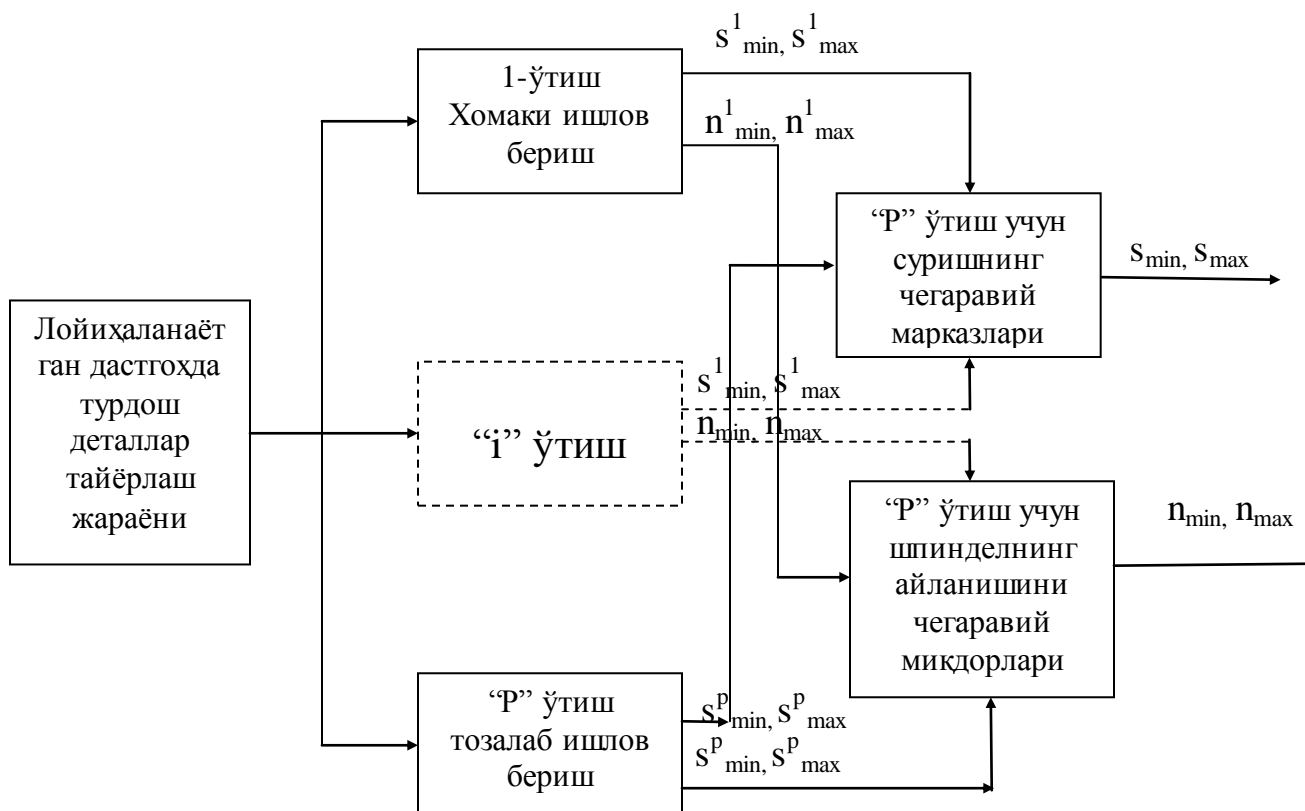 s¹min, s¹max
1-ўтиш
Хомаки ишлов
бериш
n¹min, n¹max
“Р” ўтиш учун
суришнинг
чегаравий
марказлари
smin, smax
Лойиҳаланаёт
ган дастгоҳда
турдош
деталлар
тайёрлаш
жараёни
“i” ўтиш
s¹min, s¹max
nmin, nmax
“Р” ўтиш учун
шпинделнинг
айланишини
чегаравий
миқдорлари
nmin, nmax
“Р” ўтиш
тозалаб ишлов
бериш
sᵖmin, sᵖmax
sᵖmin, sᵖmax